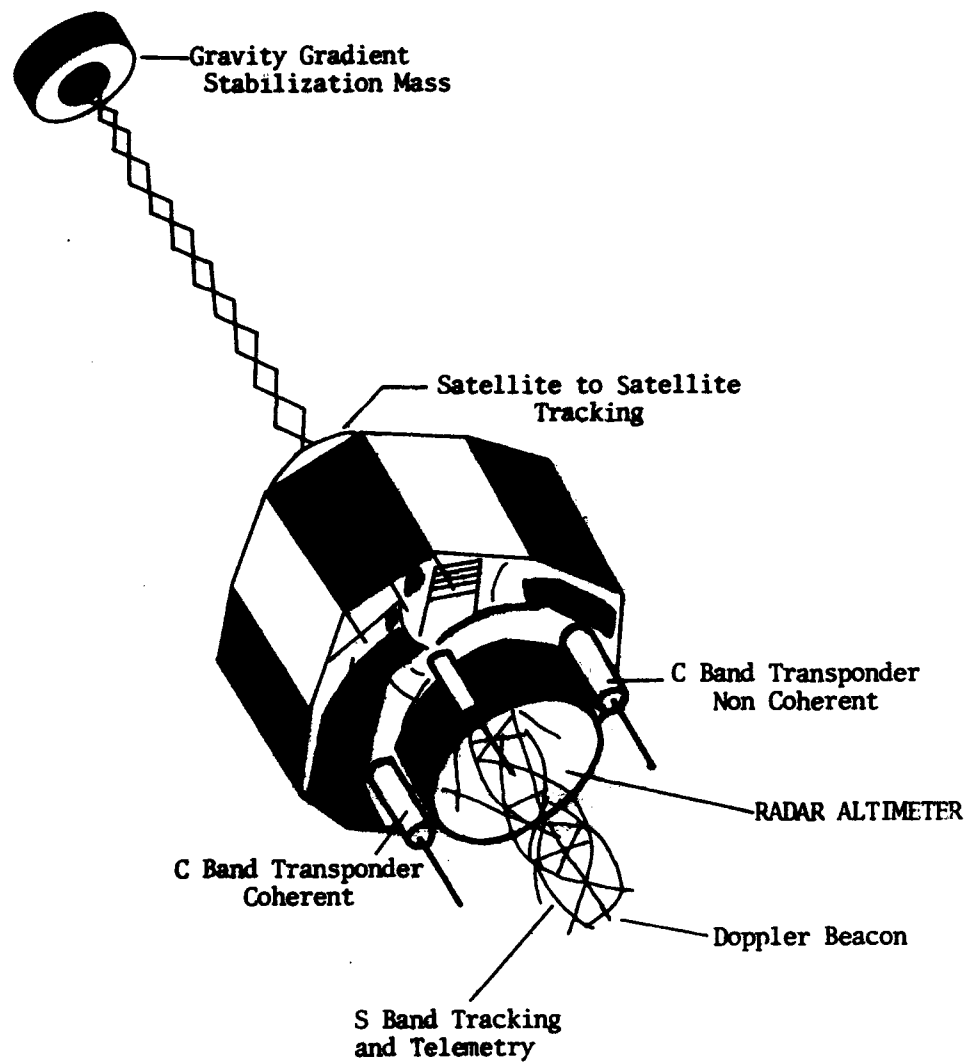 Gravity Gradient
Stabilization Mass
Satellite to Satellite
Tracking
C Band Transponder
Non Coherent
RADAR ALTIMETER
C Band Transponder
Coherent
Doppler Beacon
S Band Tracking
and Telemetry